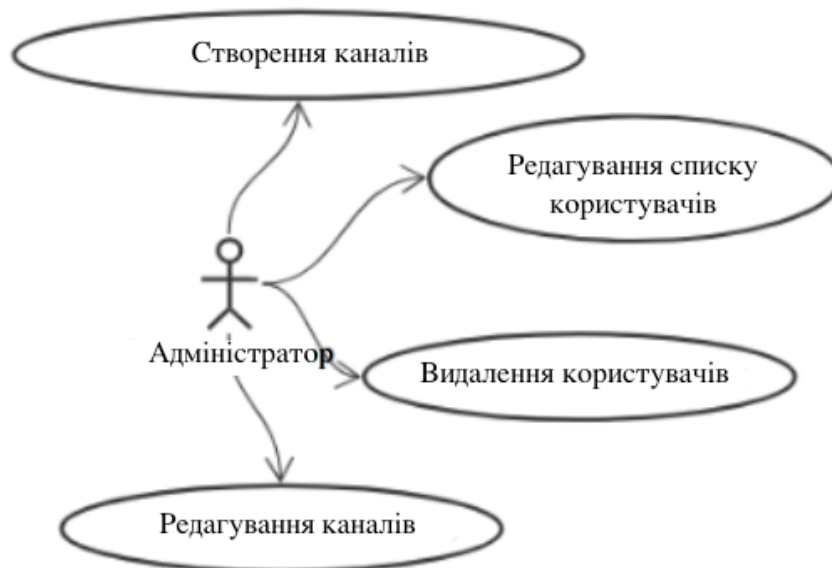 Створення каналів
Редагування списку
користувачів
Адміністратор
Видалення користувачів
Редагування каналів